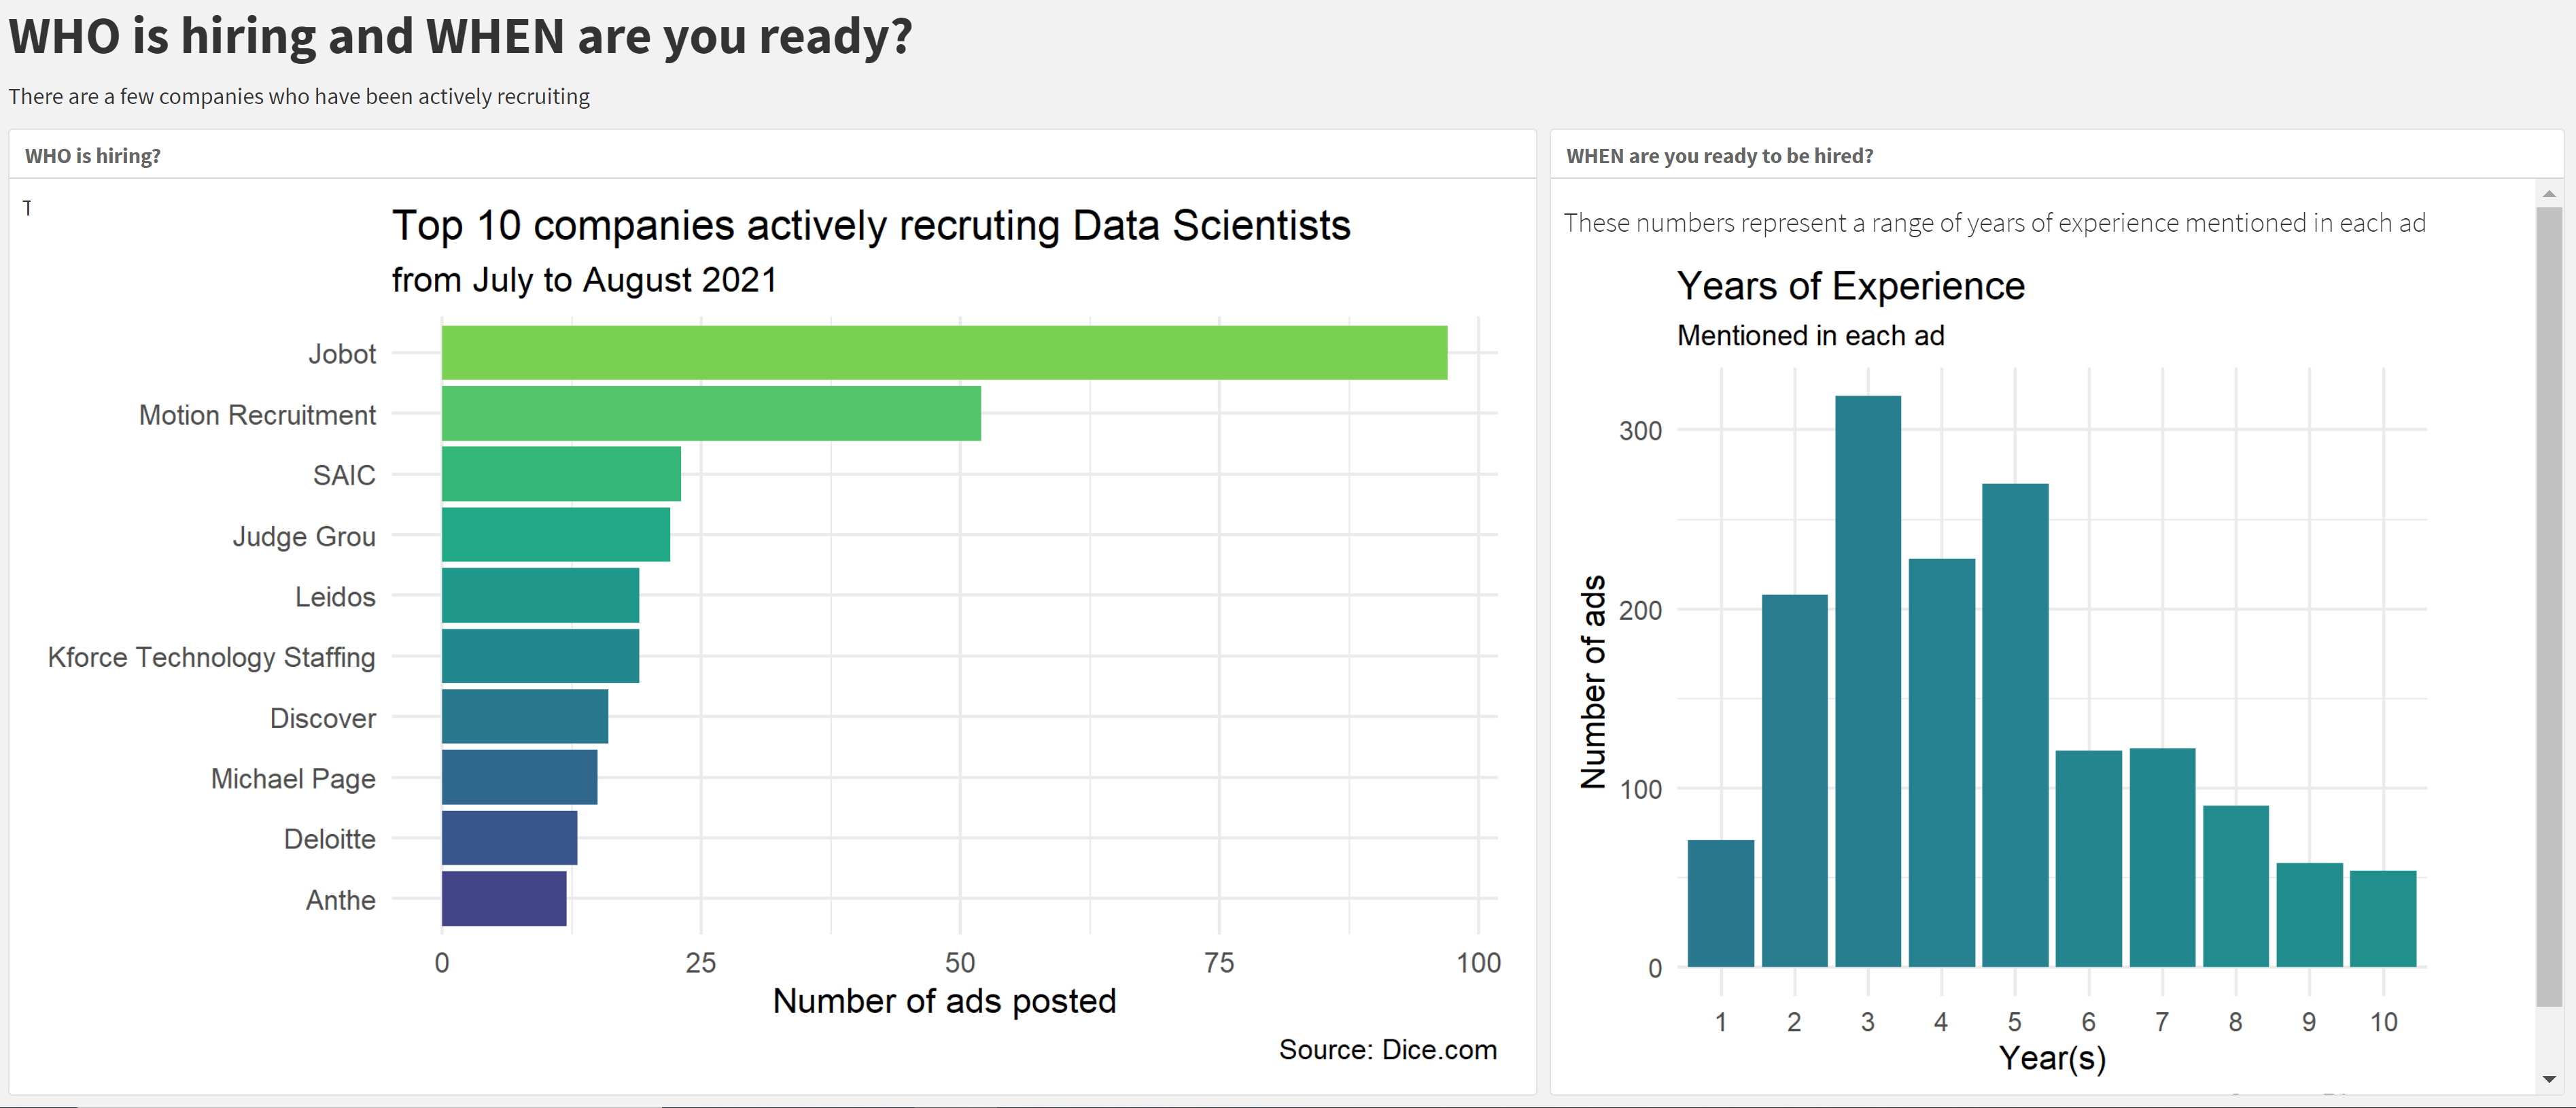 WHO is hiring and WHEN are you ready?
There are a few companies who have been actively recruiting
WHO is hiring?
T
Top 10 companies actively recruting Data Scientists
from July to August 2021
Jobot
Motion Recruitment
SAIC
Judge Grou
Leidos
Kforce Technology Staffing
Discover
Michael Page
Deloitte
Anthe
0 25 50 75 100
Number of ads posted
Source: Dice.com
WHEN are you ready to be hired?
These numbers represent a range of years of experience mentioned in each ad
Years of Experience
Mentioned in each ad
Number of ads
300
200
100
0
1 2 3 4 5 6 7 8 9 10
Year(s)